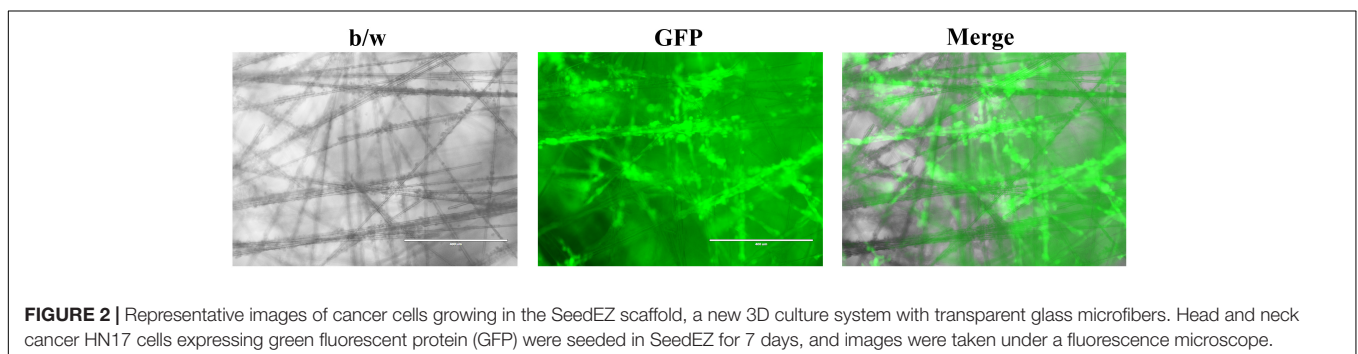 b/w GFP Merge
FIGURE 2 | Representative images of cancer cells growing in the SeedEZ scaffold, a new 3D culture system with transparent glass microfibers. Head and neck
cancer HN17 cells expressing green fluorescent protein (GFP) were seeded in SeedEZ for 7 days, and images were taken under a fluorescence microscope.